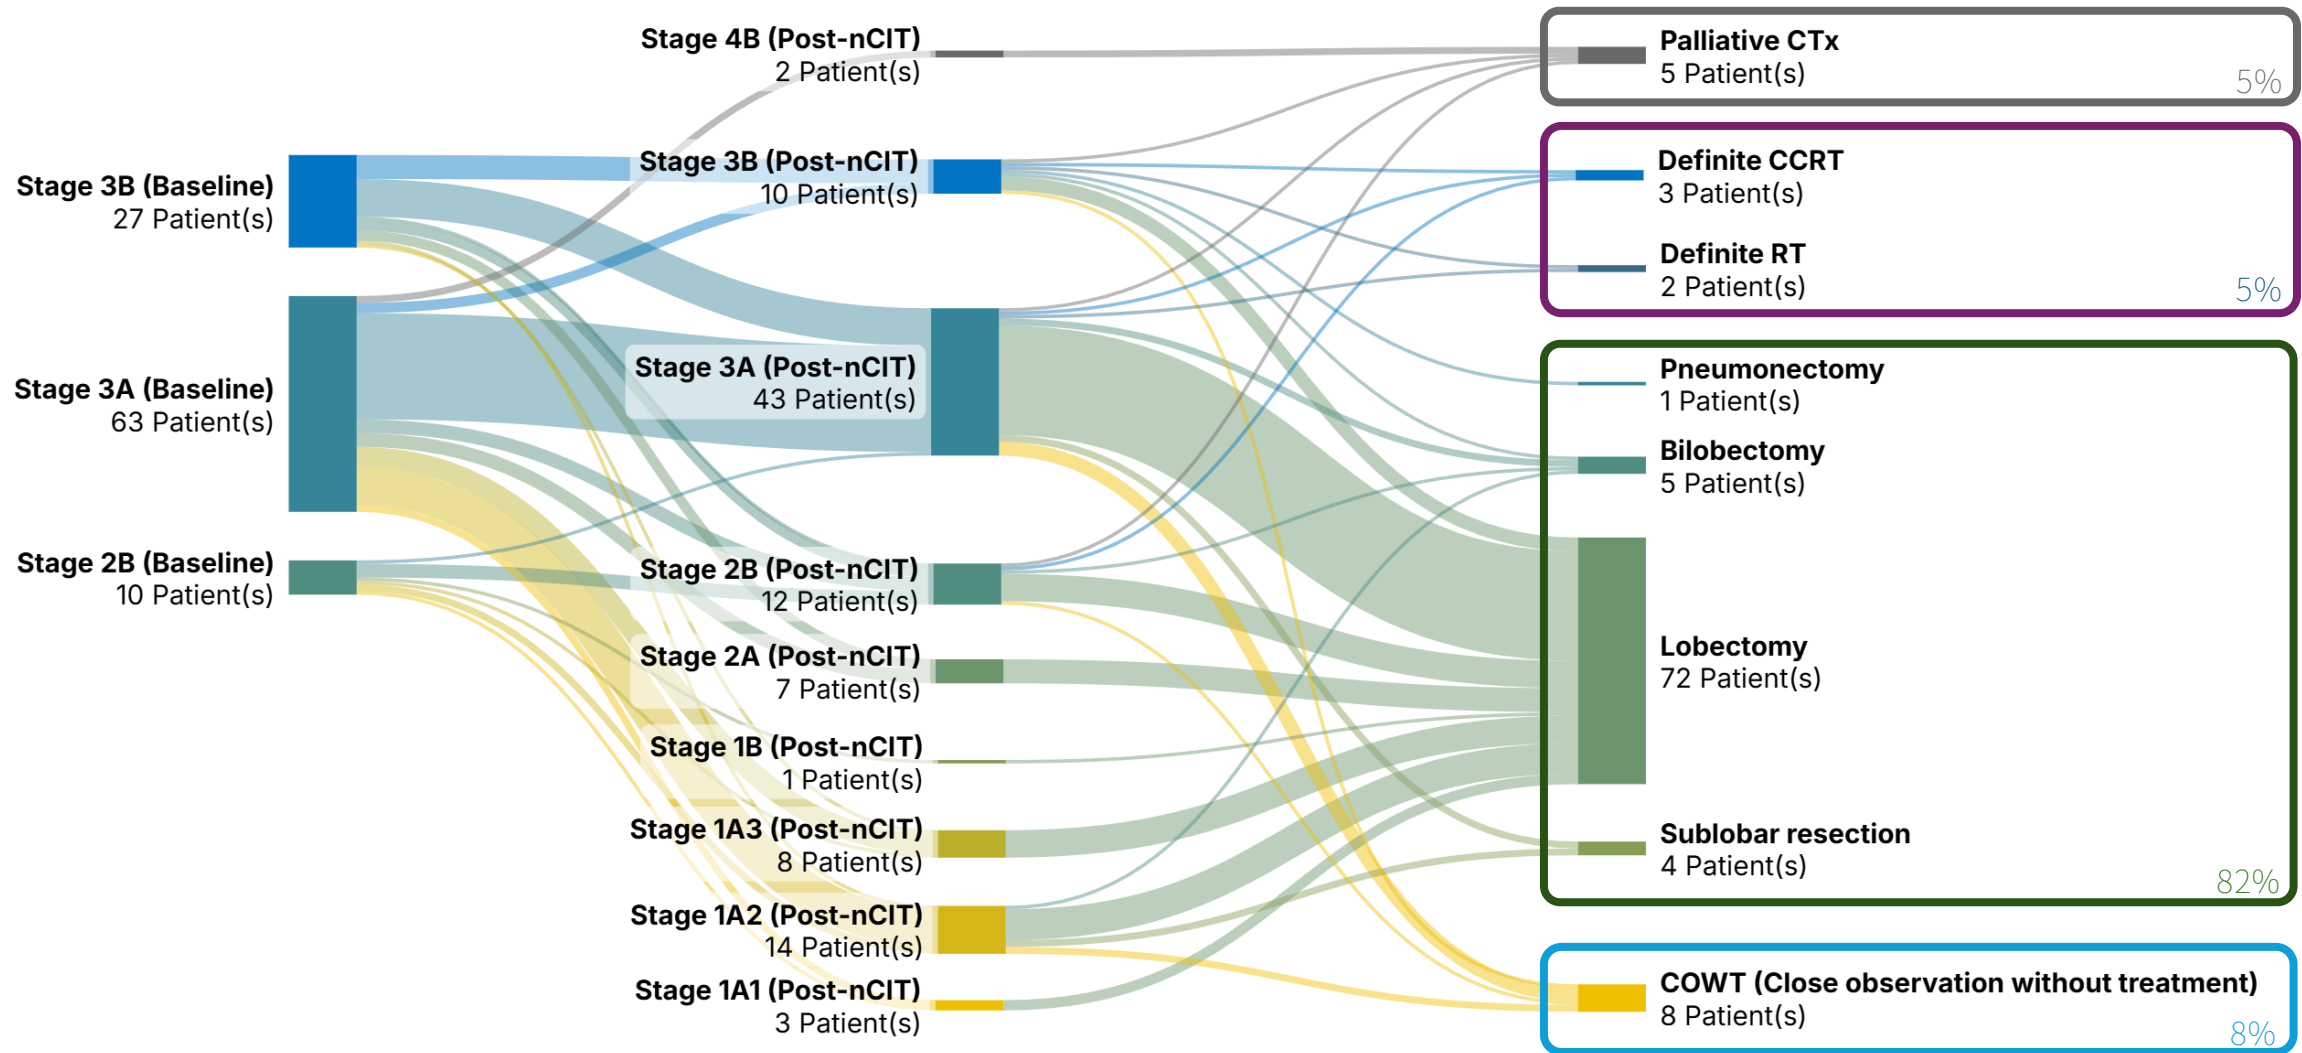 Stage 3B (Baseline)
27 Patient(s)
Stage 3A (Baseline)
63 Patient(s)
Stage 2B (Baseline)
10 Patient(s)
Stage 4B (Post-nCIT)
2 Patient(s)
Stage 3B (Post-nCIT)
10 Patient(s)
Stage 3A (Post-nCIT)
43 Patient(s)
Stage 2B (Post-nCIT)
12 Patient(s)
Stage 2A (Post-nCIT)
7 Patient(s)
Stage 1B (Post-nCIT)
1 Patient(s)
Stage 1A3 (Post-nCIT)
8 Patient(s)
Stage 1A2 (Post-nCIT)
14 Patient(s)
Stage 1A1 (Post-nCIT)
3 Patient(s)
Palliative CTx
5 Patient(s)
5%
Definite CCRT
3 Patient(s)
Definite RT
2 Patient(s)
5%
Pneumonectomy
1 Patient(s)
Bilobectomy
5 Patient(s)
Lobectomy
72 Patient(s)
Sublobar resection
4 Patient(s)
82%
COWT (Close observation without treatment)
8 Patient(s)
8%